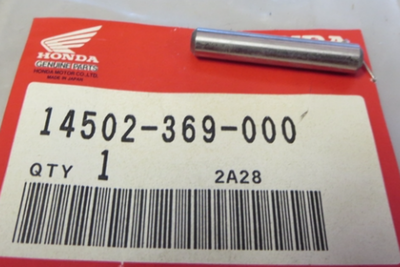 HONDA
GENUINE PARTS
HONDA MOTOR CO.,LTD.
MADE IN JAPAN
14502-369-000
QTY 1 2A28